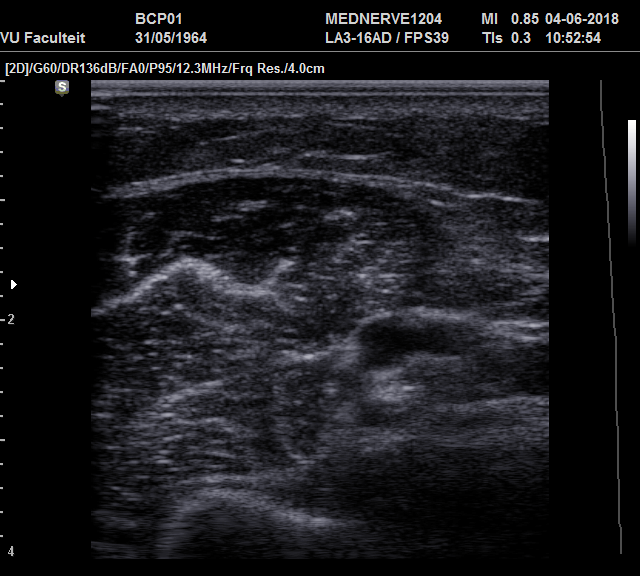 BCP01 MEDNERVE1204 MI 0.85 04-06-2018
VU Faculteit 31/05/1964 LA3-16AD / FPS39 TIs 0.3 10:52:54
[2D]/G60/DR136dB/FA0/P95/12.3MHz/Frq Res./4.0cm
S
2
4